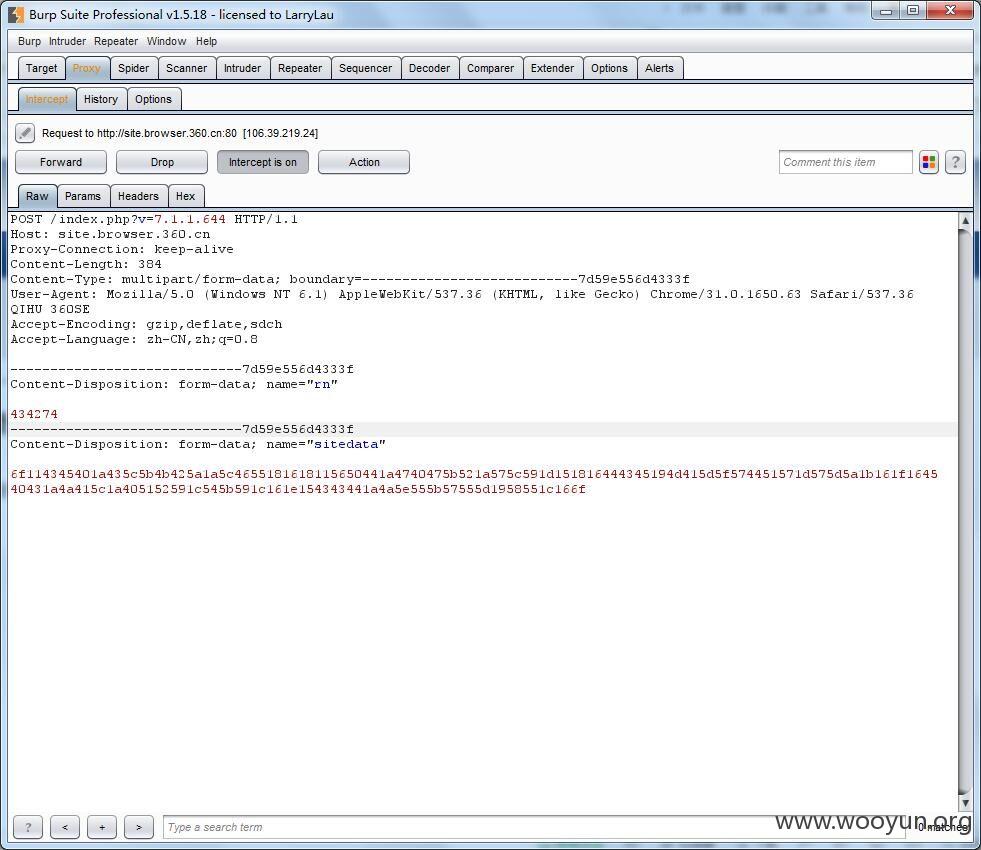 Burp Suite Professional v1.5.18 - licensed to LarryLau
Burp Intruder Repeater Window Help
Target Proxy Spider Scanner Intruder Repeater Sequencer Decoder Comparer Extender Options Alerts
Intercept History Options
Request to http://site.browser.360.cn:80 [106.39.219.24]
Forward Drop Intercept is on Action Comment this item ?
Raw Params Headers Hex
POST /index.php?v=7.1.1.644 HTTP/1.1
Host: site.browser.360.cn
Proxy-Connection: keep-alive
Content-Length: 384
Content-Type: multipart/form-data; boundary=---------------------------7d59e556d4333f
User-Agent: Mozilla/5.0 (Windows NT 6.1) AppleWebKit/537.36 (KHTML, like Gecko) Chrome/31.0.1650.63 Safari/537.36
QIHU 360SE
Accept-Encoding: gzip,deflate,sdch
Accept-Language: zh-CN,zh;q=0.8
-----------------------------7d59e556d4333f
Content-Disposition: form-data; name="rn"
434274
-----------------------------7d59e556d4333f
Content-Disposition: form-data; name="sitedata"
6f114345401a435c5b4b425a1a5c4655181618115650441a4740475b521a575c591d151816444345194d415d5f574451571d575d5a1b161f1645
40431a4a415c1a405152591c545b591c161e154343441a4a5e555b57555d1958551c166f
? < + > Type a search term 0 matches
www.wooyun.org